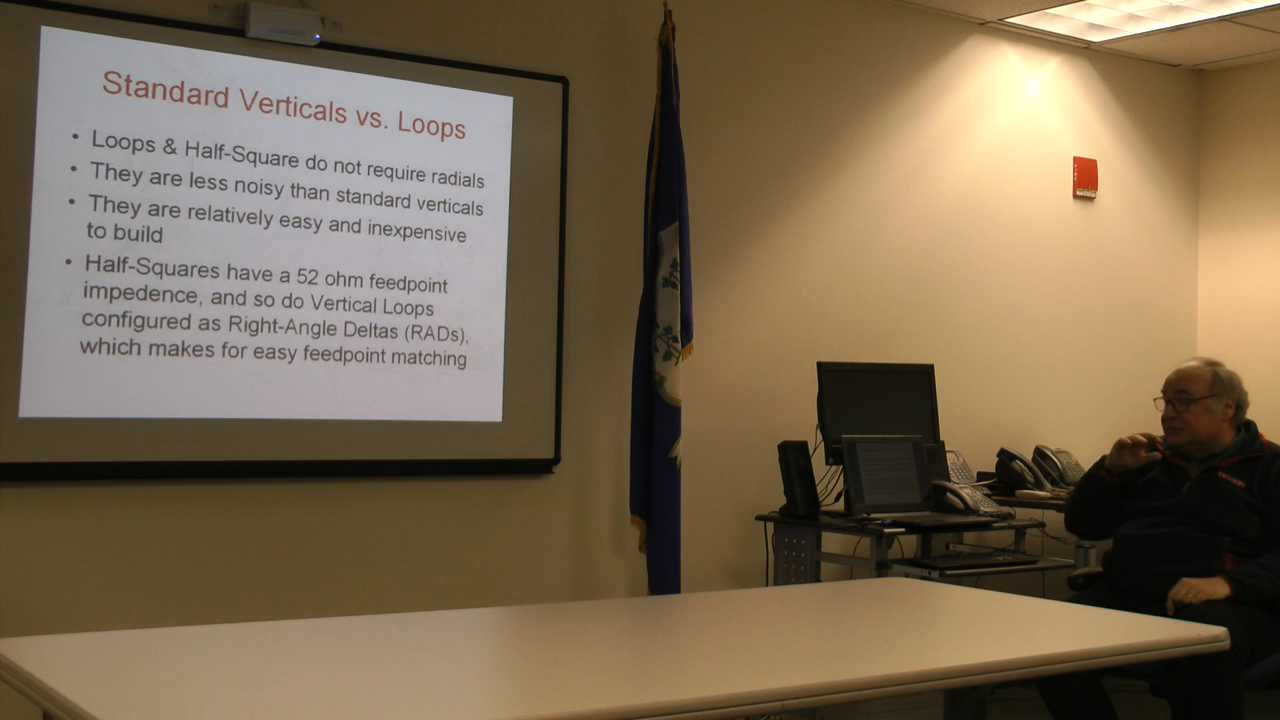 Standard Verticals vs. Loops
• Loops & Half-Square do not require radials
• They are less noisy than standard verticals
• They are relatively easy and inexpensive
to build
• Half-Squares have a 52 ohm feedpoint
impedence, and so do Vertical Loops
configured as Right-Angle Deltas (RADs),
which makes for easy feedpoint matching